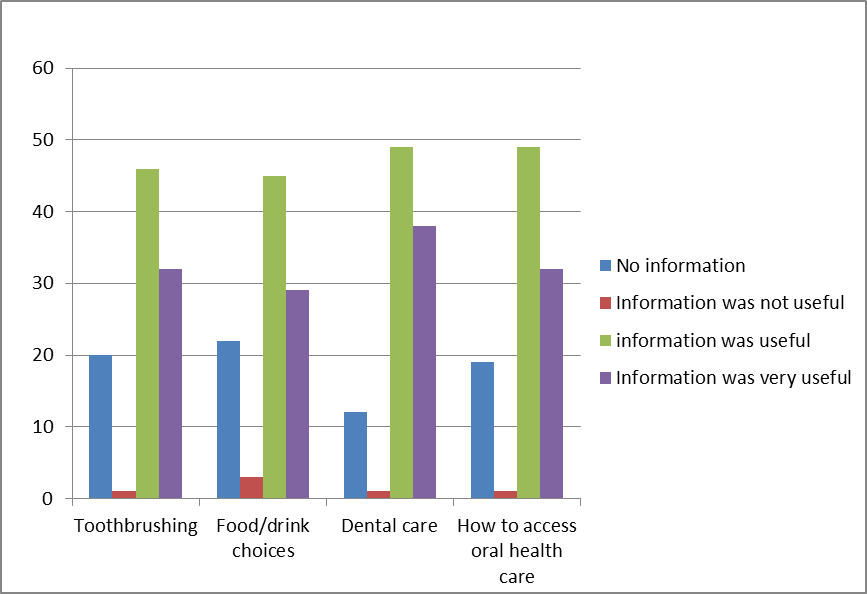 60
50
40
30
20
10
0
Toothbrushing
Food/drink
choices
Dental care
How to access
oral health
care
No information
Information was not useful
information was useful
Information was very useful